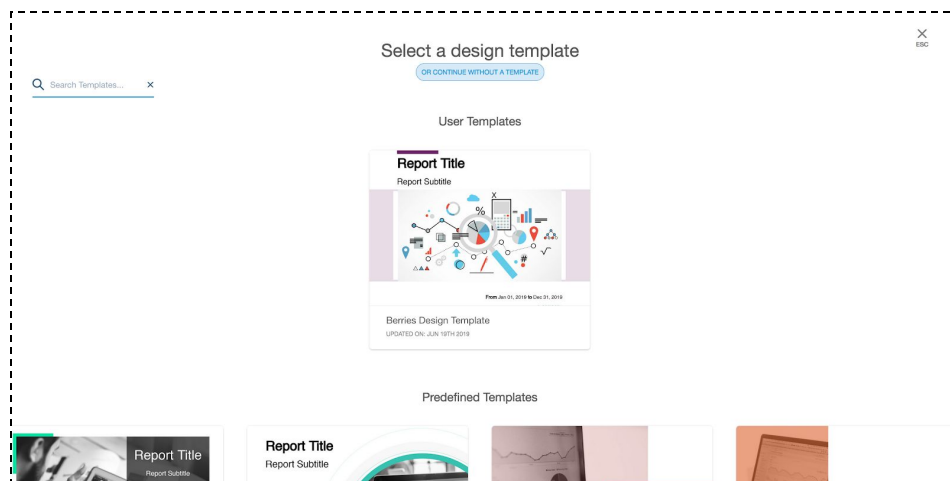 ESC
Select a design template
OR CONTINUE WITHOUT A TEMPLATE
Search Templates...
User Templates
Report Title
Report Subtitle
X
%
#
From Jan 01, 2019 to Dec 31, 2019
Berries Design Template
UPDATED ON: JUN 19TH 2019
Predefined Templates
Report Title
Report Subtitle
Report Title
Report Subtitle